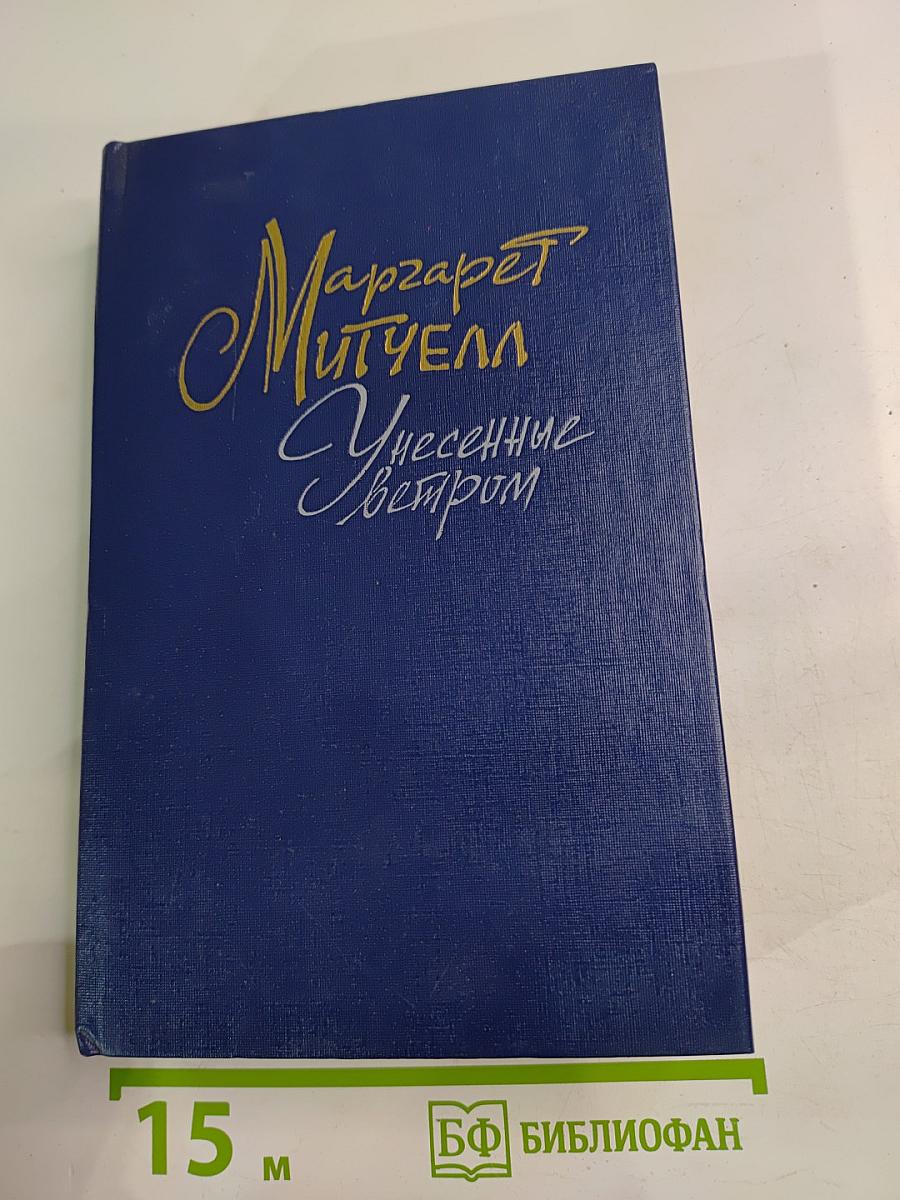 Маргарет
Митчелл
Унесенные
ветром
15 м
БФ БИБЛИОФАН